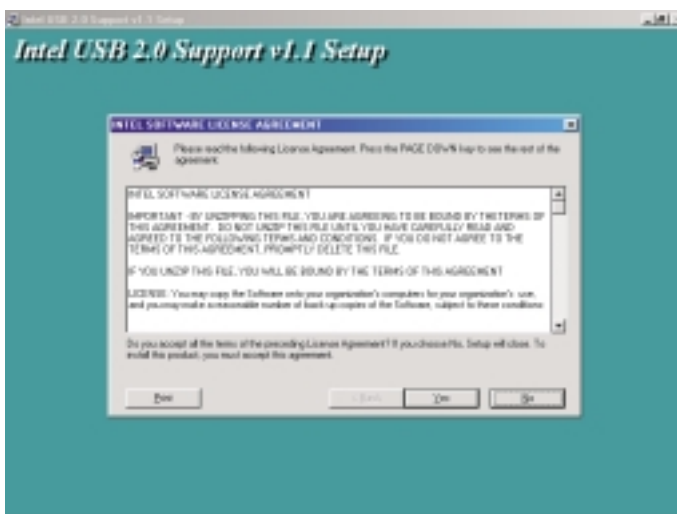 Intel USB 2.0 Support v1.1 Setup
Intel USB 2.0 Support v1.1 Setup
INTEL SOFTWARE LICENSE AGREEMENT
Please read the following License Agreement. Press the PAGE DOWN key to see the rest of the
agreement.
INTEL SOFTWARE LICENSE AGREEMENT
IMPORTANT - BY UNZIPPING THIS FILE, YOU ARE AGREEING TO BE BOUND BY THE TERMS OF
THIS AGREEMENT. DO NOT UNZIP THIS FILE UNTIL YOU HAVE CAREFULLY READ AND
AGREED TO THE FOLLOWING TERMS AND CONDITIONS. IF YOU DO NOT AGREE TO THE
TERMS OF THIS AGREEMENT, PROMPTLY DELETE THIS FILE.
IF YOU UNZIP THIS FILE, YOU WILL BE BOUND BY THE TERMS OF THIS AGREEMENT
LICENSE: You may copy the Software onto your organization's computers for your organization's use,
and you may make a reasonable number of back-up copies of the Software, subject to these conditions:
Do you accept all the terms of the preceding License Agreement? If you choose No, Setup will close. To
install this product, you must accept this agreement.
Print
< Back
Yes
No